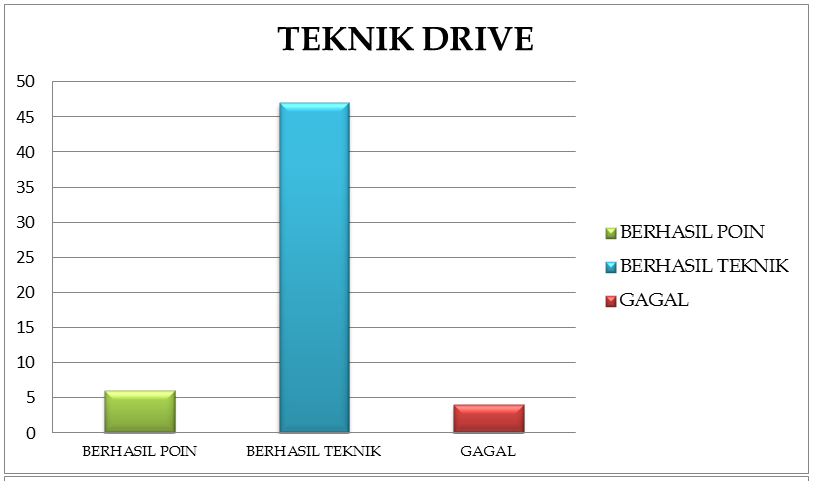 TEKNIK DRIVE
50
45
40
35
30
25
20
15
10
5
0
BERHASIL POIN
BERHASIL TEKNIK
GAGAL
BERHASIL POIN
BERHASIL TEKNIK
GAGAL